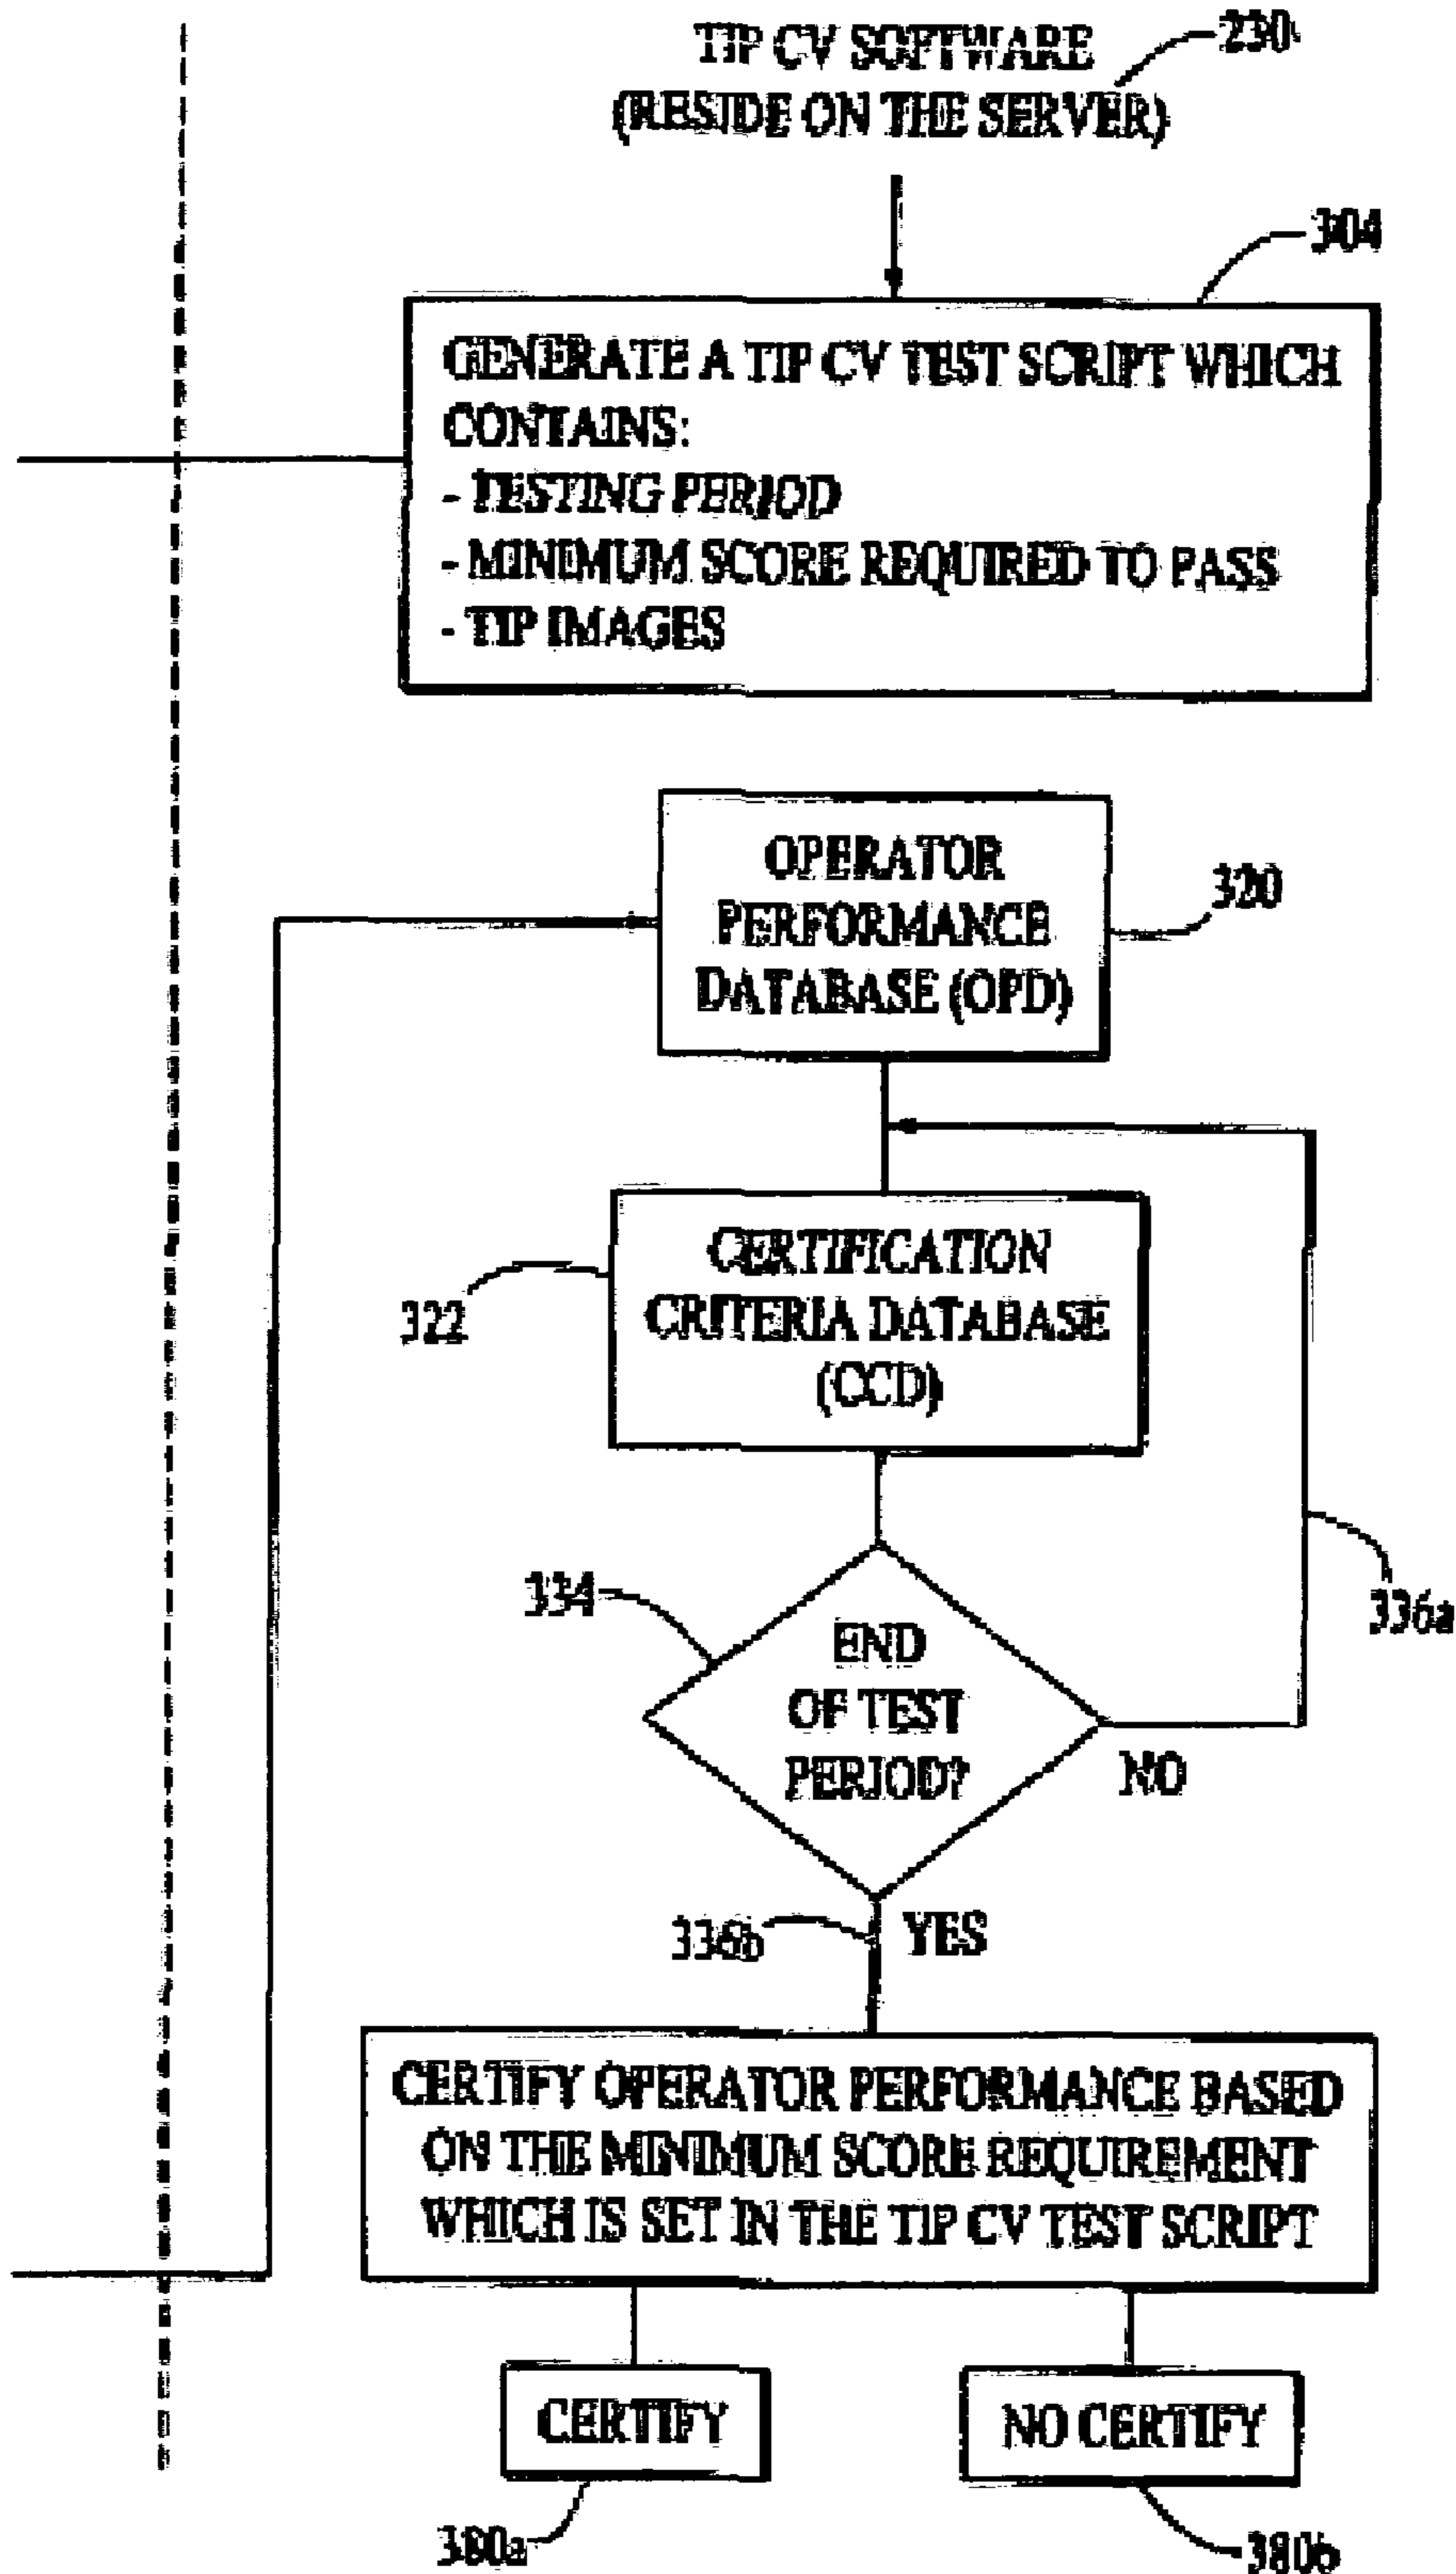 TIP CV SOFTWARE
(RESIDE ON THE SERVER)
230
304
GENERATE A TIP CV TEST SCRIPT WHICH
CONTAINS:
- TESTING PERIOD
- MINIMUM SCORE REQUIRED TO PASS
- TIP IMAGES
OPERATOR
PERFORMANCE
DATABASE (OPD)
320
CERTIFICATION
CRITERIA DATABASE
(CCD)
322
334
END
OF TEST
PERIOD?
NO
336a
336b
YES
CERTIFY OPERATOR PERFORMANCE BASED
ON THE MINIMUM SCORE REQUIREMENT
WHICH IS SET IN THE TIP CV TEST SCRIPT
CERTIFY
NO CERTIFY
380a
380b